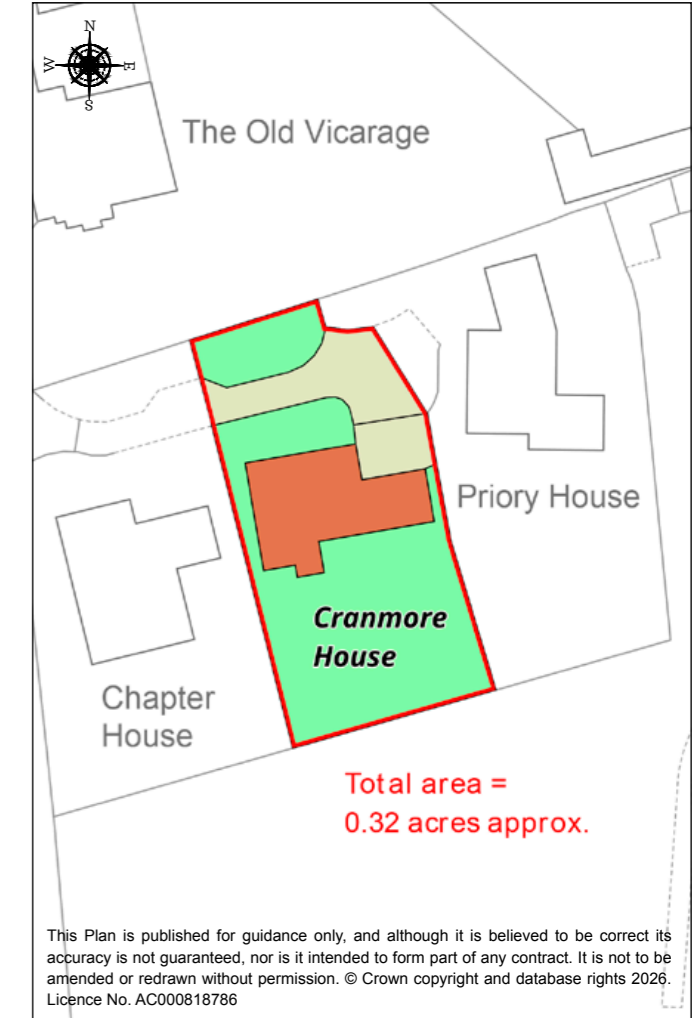 N
W E
S
The Old Vicarage
Priory House
Cranmore
House
Chapter
House
Total area =
0.32 acres approx.
This Plan is published for guidance only, and although it is believed to be correct its
accuracy is not guaranteed, nor is it intended to form part of any contract. It is not to be
amended or redrawn without permission. © Crown copyright and database rights 2026.
Licence No. AC000818786